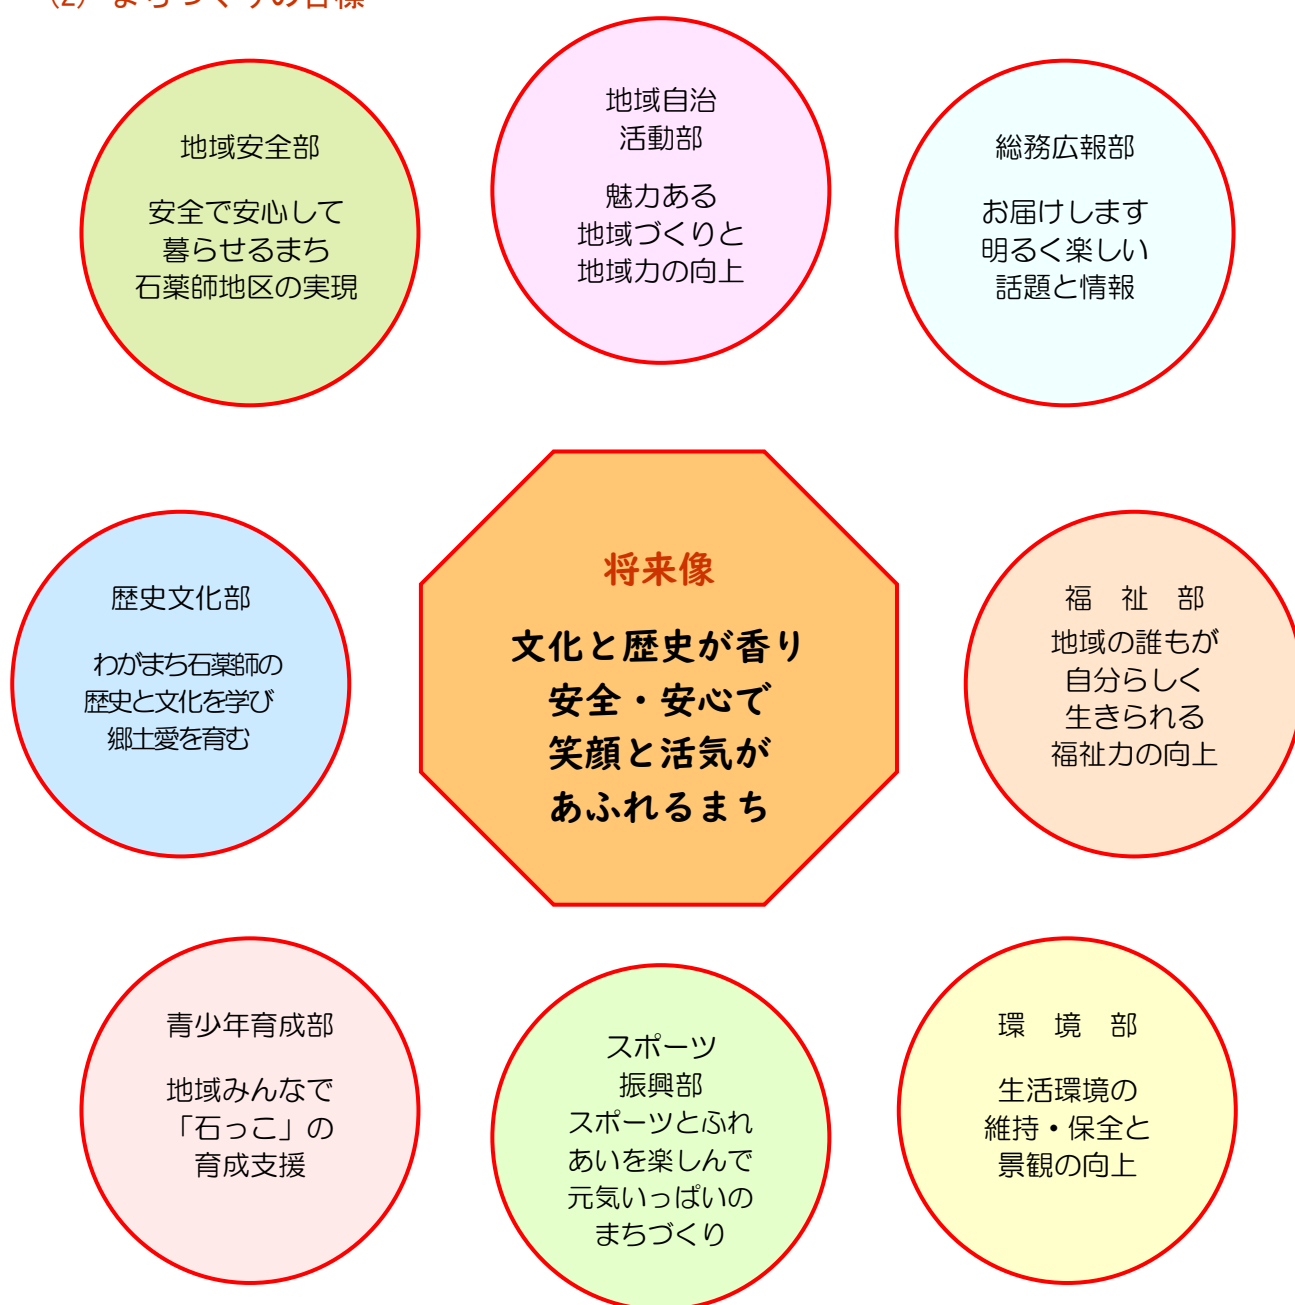 (2) まちづくりの目標
地域安全部
安全で安心して
暮らせるまち
石薬師地区の実現
地域自治
活動部
魅力ある
地域づくりと
地域力の向上
総務広報部
お届けします
明るく楽しい
話題と情報
歴史文化部
わがまち石薬師の
歴史と文化を学び
郷土愛を育む
将来像
文化と歴史が香り
安全・安心で
笑顔と活気が
あふれるまち
福　祉　部
地域の誰もが
自分らしく
生きられる
福祉力の向上
青少年育成部
地域みんなで
「石っこ」の
育成支援
スポーツ
振興部
スポーツとふれ
あいを楽しんで
元気いっぱいの
まちづくり
環　境　部
生活環境の
維持・保全と
景観の向上